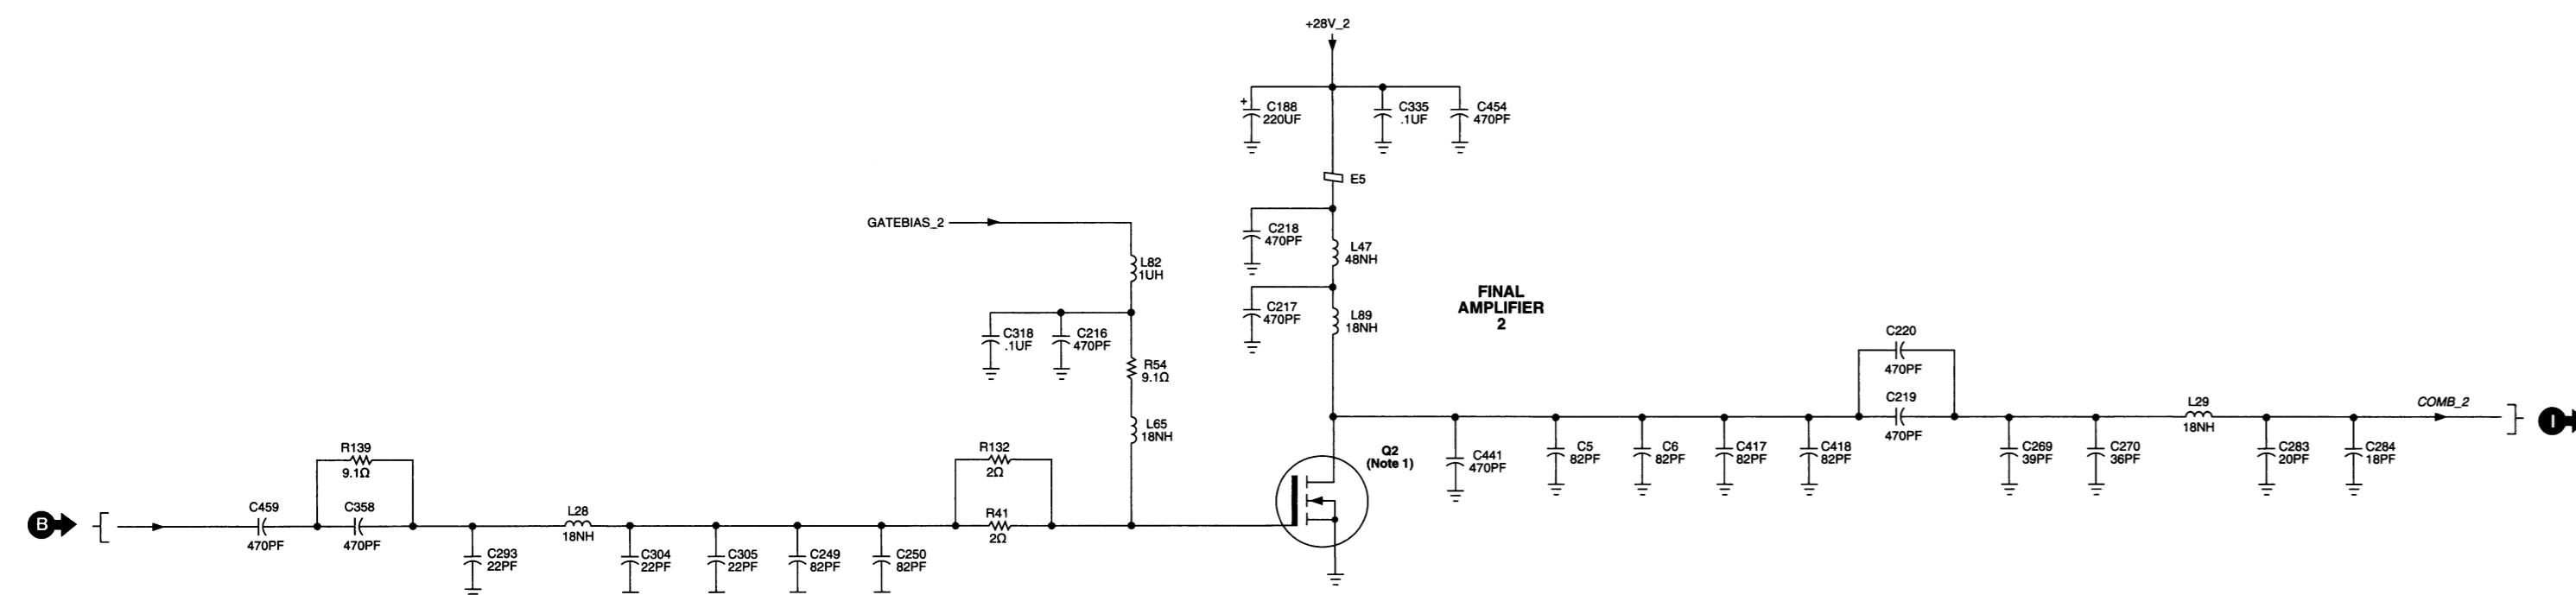 +28V_2
+
C188
220UF
C335
.1UF
C454
470PF
E5
GATEBIAS_2
C218
470PF
L47
48NH
L82
1UH
FINAL
AMPLIFIER
2
C217
470PF
L89
18NH
C318
.1UF
C216
470PF
R54
9.1Ω
C220
470PF
C219
470PF
L29
18NH
COMB_2
I
L65
18NH
R139
9.1Ω
R132
2Ω
Q2
(Note 1)
C441
470PF
C5
82PF
C6
82PF
C417
82PF
C418
82PF
C269
39PF
C270
36PF
C283
20PF
C284
18PF
B
C459
470PF
C358
470PF
L28
18NH
R41
2Ω
C293
22PF
C304
22PF
C305
22PF
C249
82PF
C250
82PF